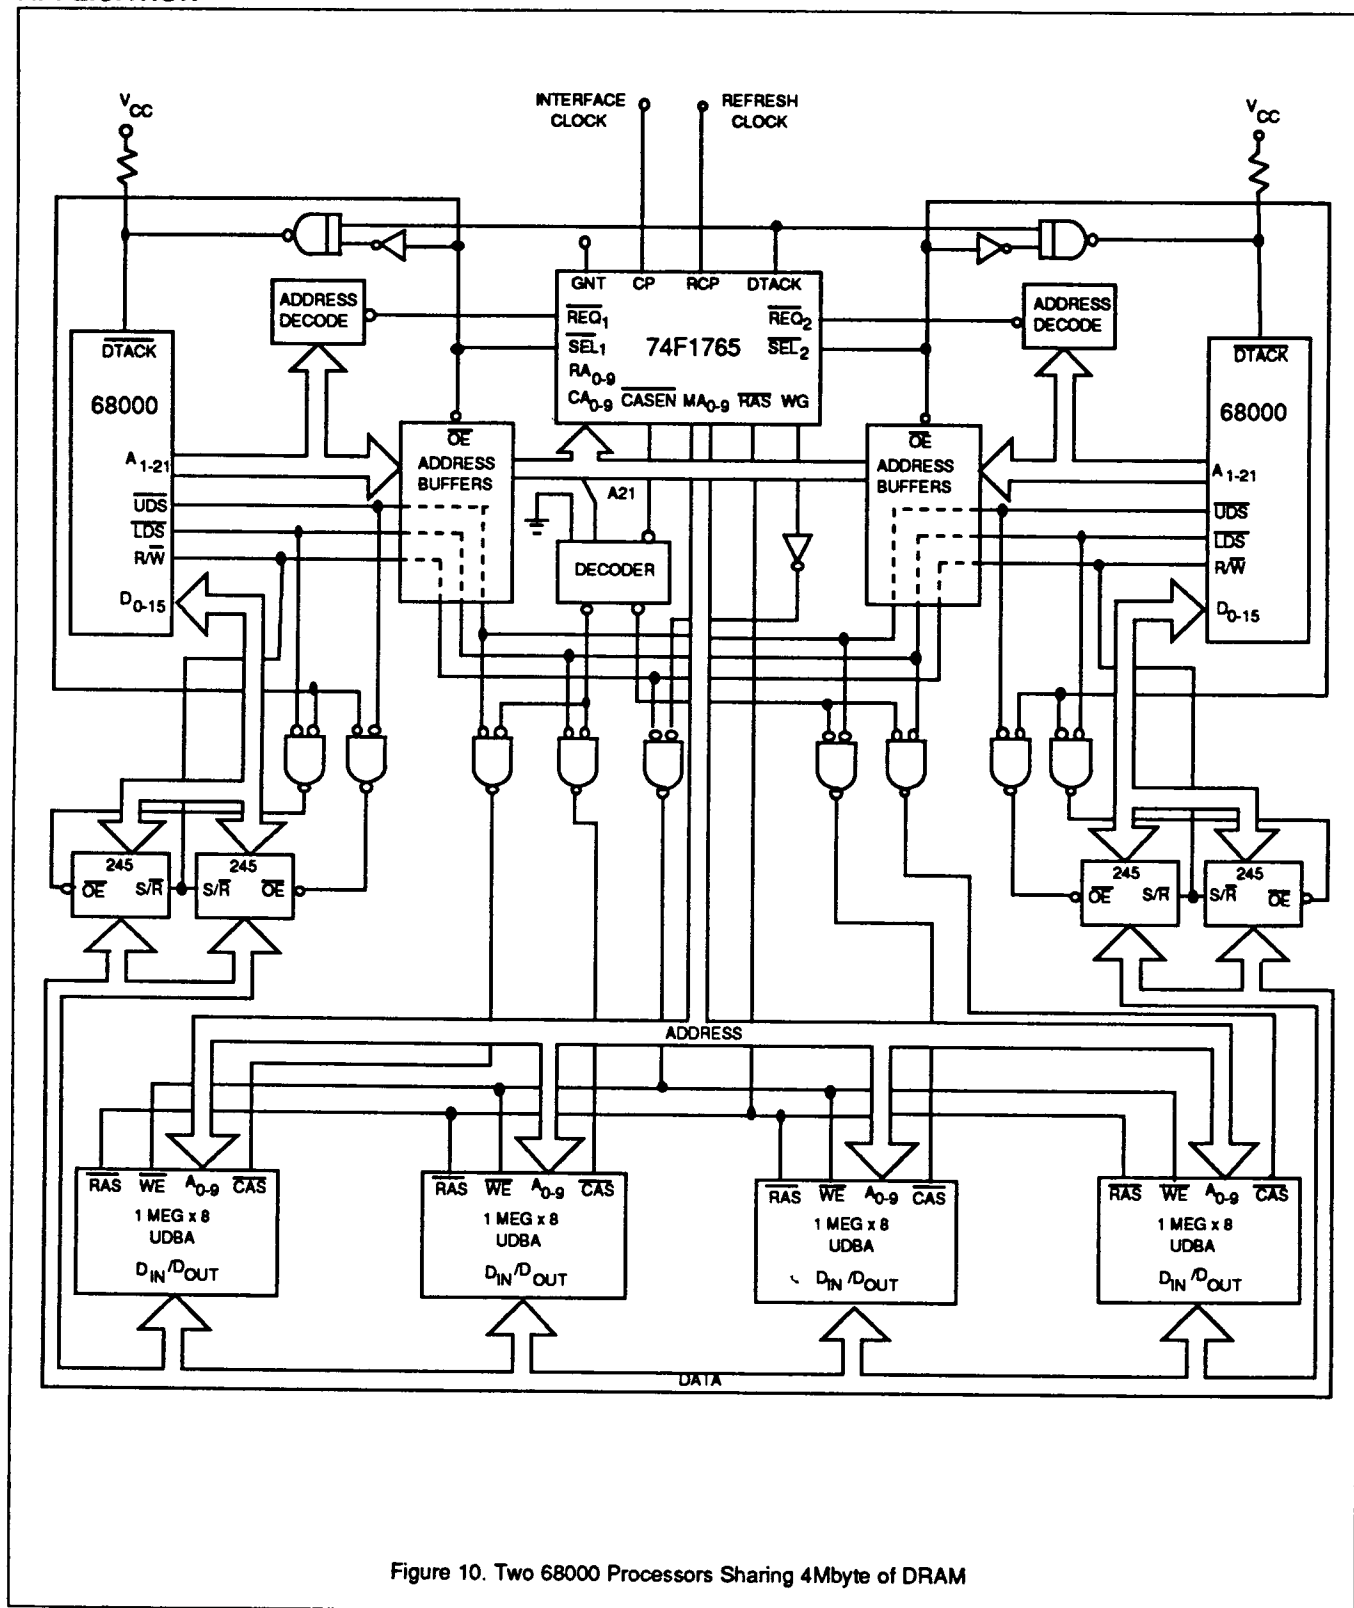 V CC
INTERFACE CLOCK
REFRESH CLOCK
V CC
GNT CP RCP DTACK
REQ1 REQ2
SEL1 74F1765 SEL2
RA0-9
CA0-9 CASEN MA0-9 RAS WG
ADDRESS DECODE
ADDRESS DECODE
DTACK
68000
A1-21
UDS
LDS
R/W
D0-15
OE
ADDRESS BUFFERS
A21
DECODER
OE
ADDRESS BUFFERS
DTACK
68000
A1-21
UDS
LDS
R/W
D0-15
245
OE S/R
245
S/R OE
245
OE S/R
245
S/R OE
ADDRESS
RAS WE A0-9 CAS
1 MEG x 8
UDBA
DIN/DOUT
RAS WE A0-9 CAS
1 MEG x 8
UDBA
DIN/DOUT
RAS WE A0-9 CAS
1 MEG x 8
UDBA
DIN/DOUT
RAS WE A0-9 CAS
1 MEG x 8
UDBA
DIN/DOUT
DATA
Figure 10. Two 68000 Processors Sharing 4Mbyte of DRAM